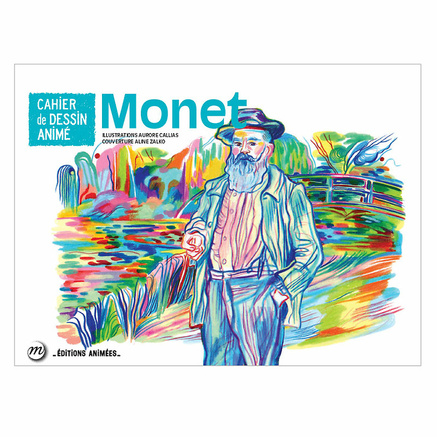 CAHIER
de DESSIN
ANIMÉ
Monet
ILLUSTRATIONS AURORE CALLIAS
COUVERTURE ALINE ZALKO
m
ÉDITIONS ANIMÉES